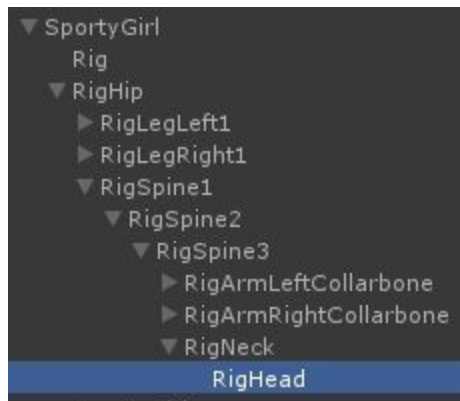 SportyGirl
Rig
RigHip
RigLegLeft1
RigLegRight1
RigSpine1
RigSpine2
RigSpine3
RigArmLeftCollarbone
RigArmRightCollarbone
RigNeck
RigHead